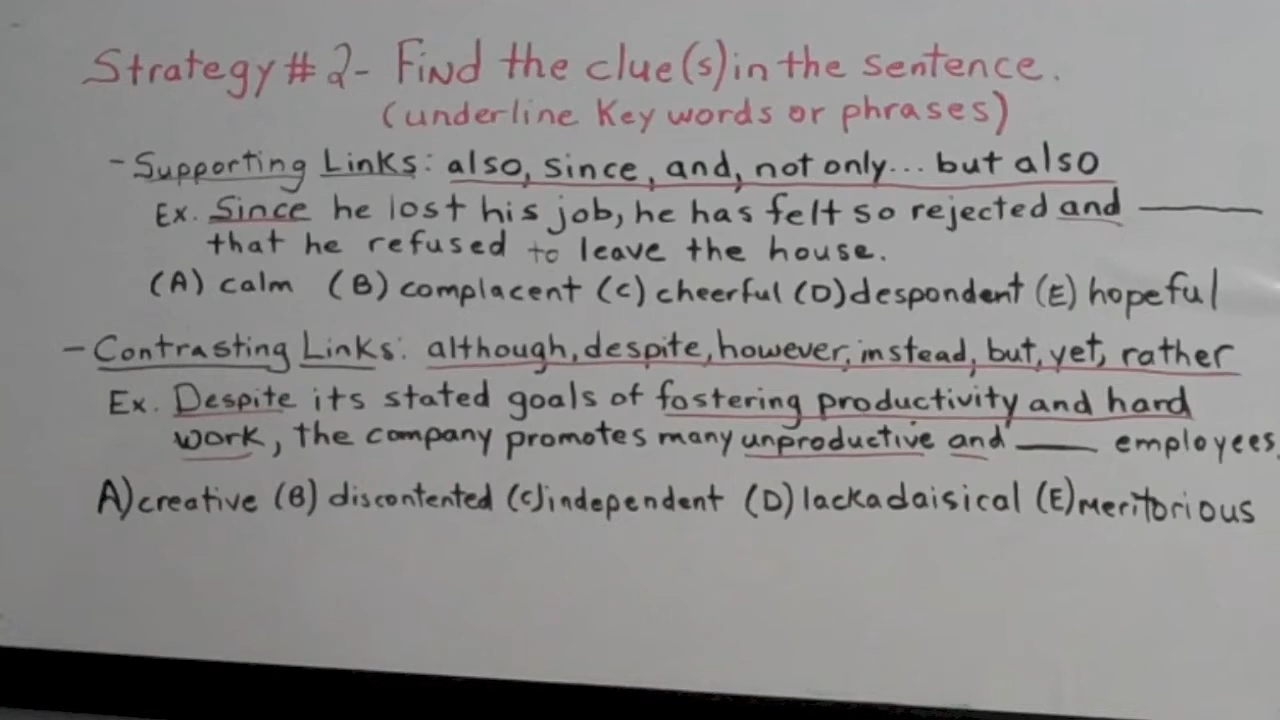 Strategy # 2- Find the clue(s) in the sentence.
(underline Key words or phrases)
- Supporting Links: also, since, and, not only... but also
Ex. Since he lost his job, he has felt so rejected and ______
that he refused to leave the house.
(A) calm (B) complacent (C) cheerful (D) despondent (E) hopeful
- Contrasting Links: although, despite, however, instead, but, yet, rather
Ex. Despite its stated goals of fostering productivity and hard
work, the company promotes many unproductive and ____ employees.
A) creative (B) discontented (C) independent (D) lackadaisical (E) meritorious